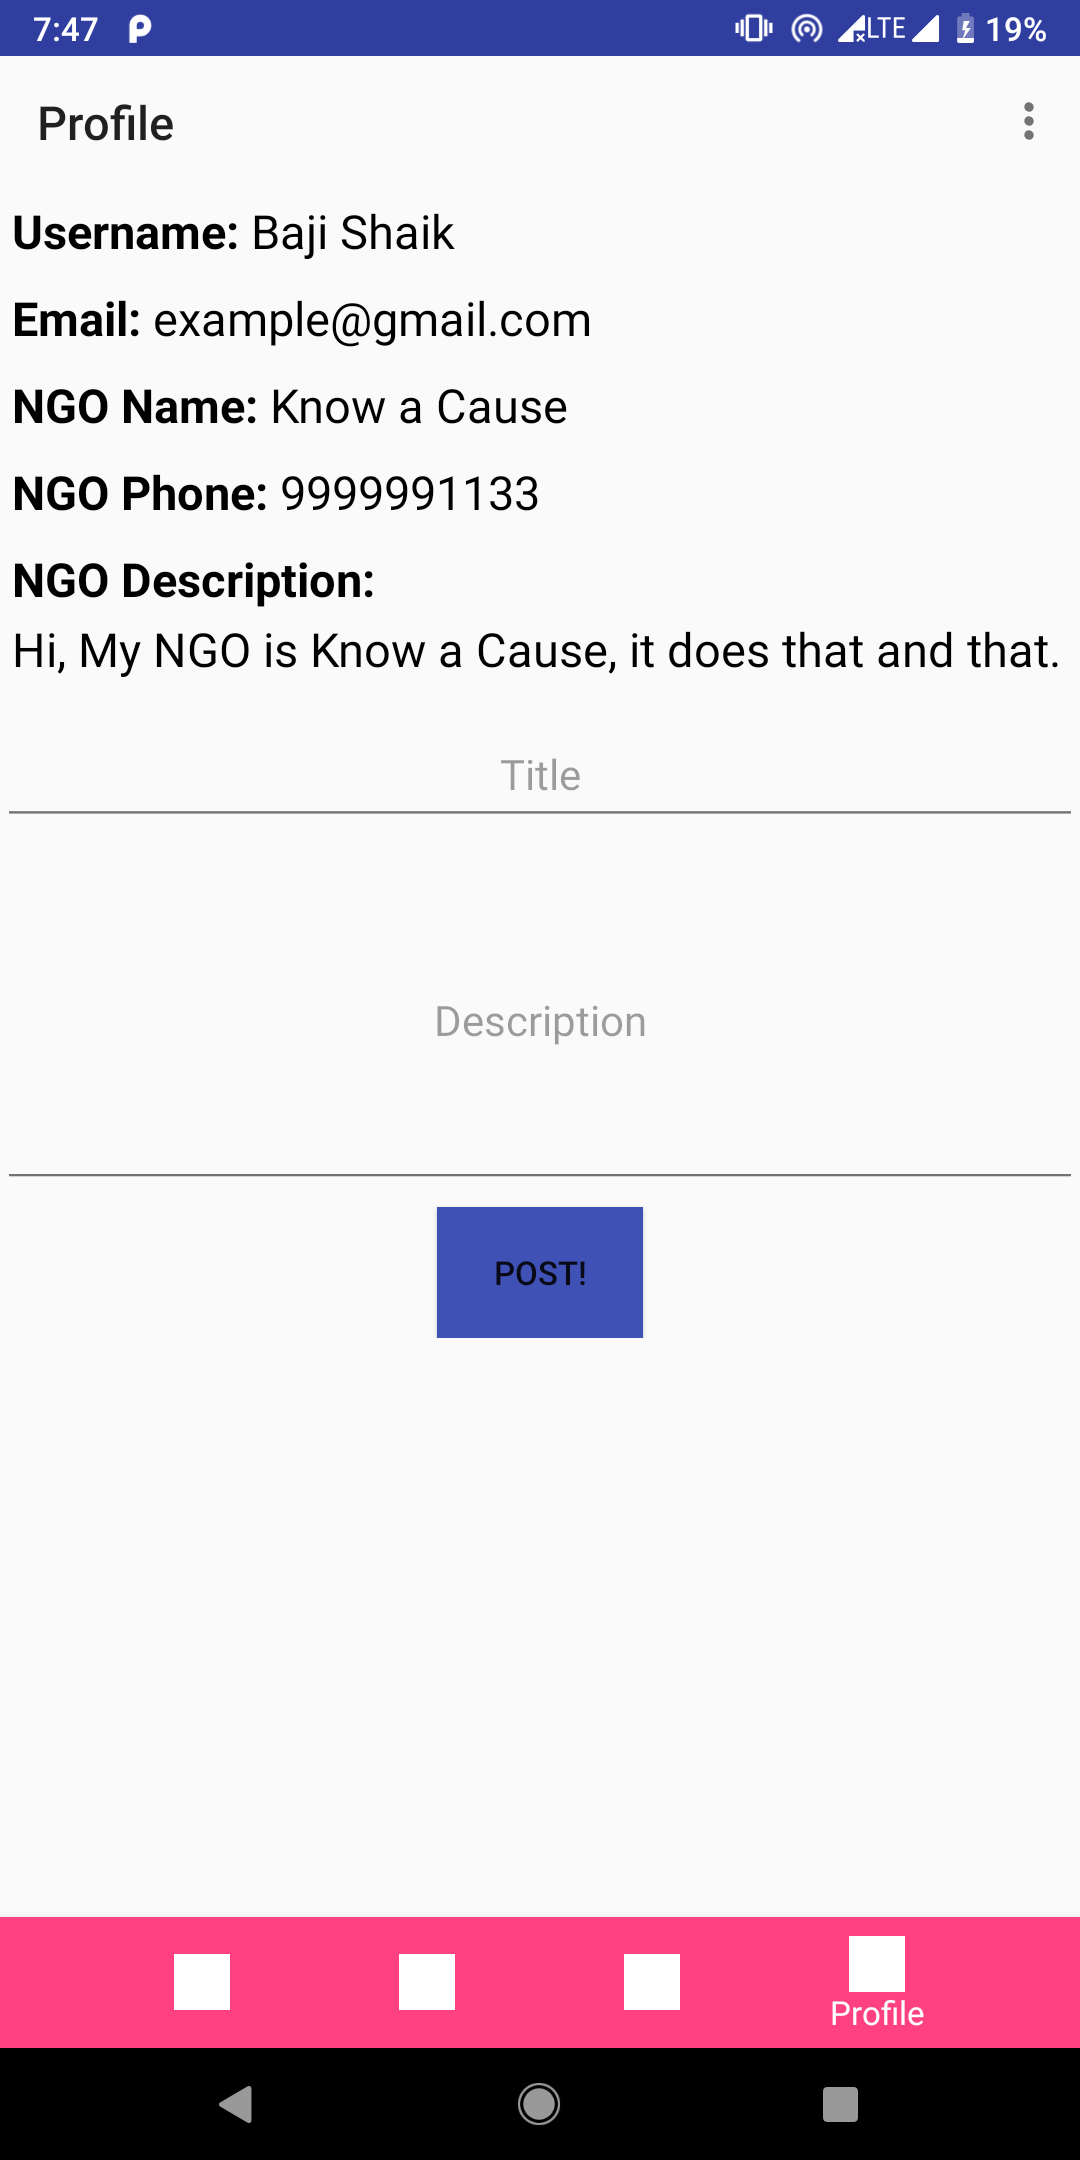 7:47 LTE 19%
Profile
Username: Baji Shaik
Email: example@gmail.com
NGO Name: Know a Cause
NGO Phone: 9999991133
NGO Description:
Hi, My NGO is Know a Cause, it does that and that.
Title
Description
POST!
Profile